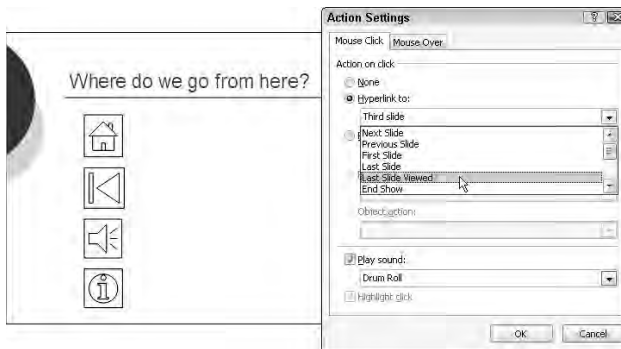 Where do we go from here?
Action Settings
Mouse Click
Mouse Over
Action on click
None
Hyperlink to:
Third slide
Next Slide
Previous Slide
First Slide
Last Slide
Last Slide Viewed
End Show
Object action:
Play sound:
Drum Roll
Highlight click
OK
Cancel